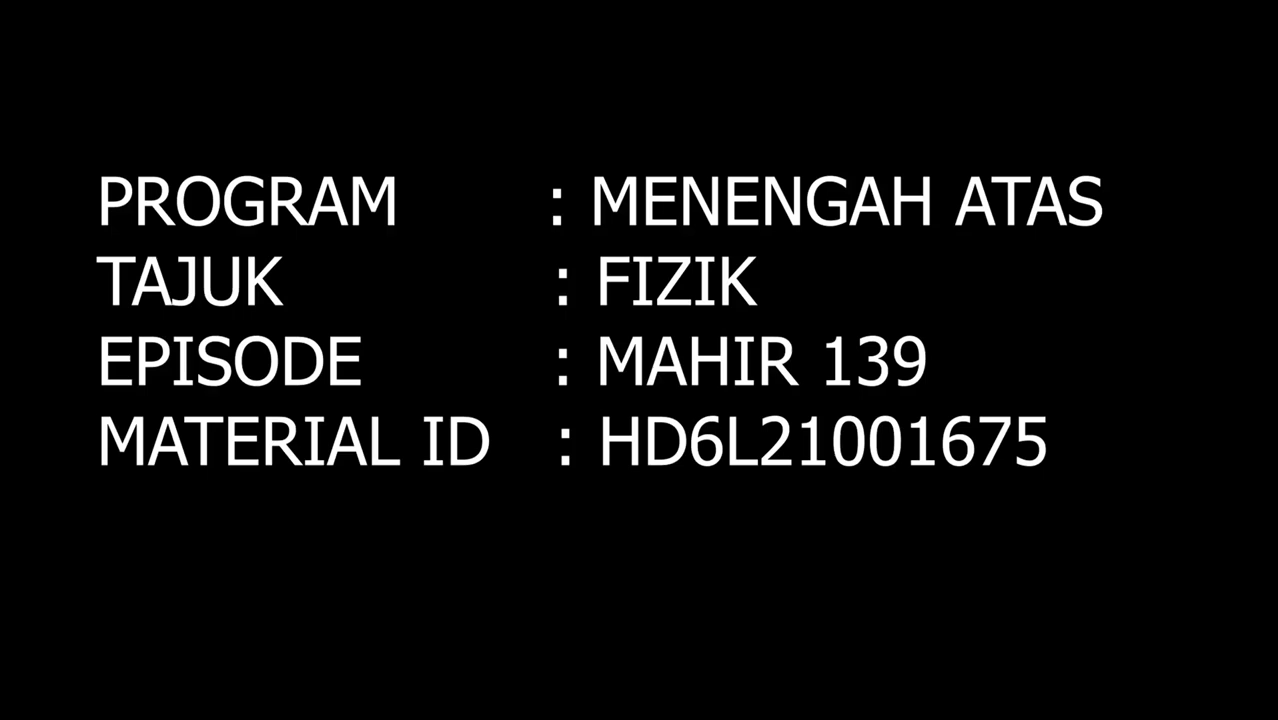 PROGRAM : MENENGAH ATAS
TAJUK : FIZIK
EPISODE : MAHIR 139
MATERIAL ID : HD6L21001675